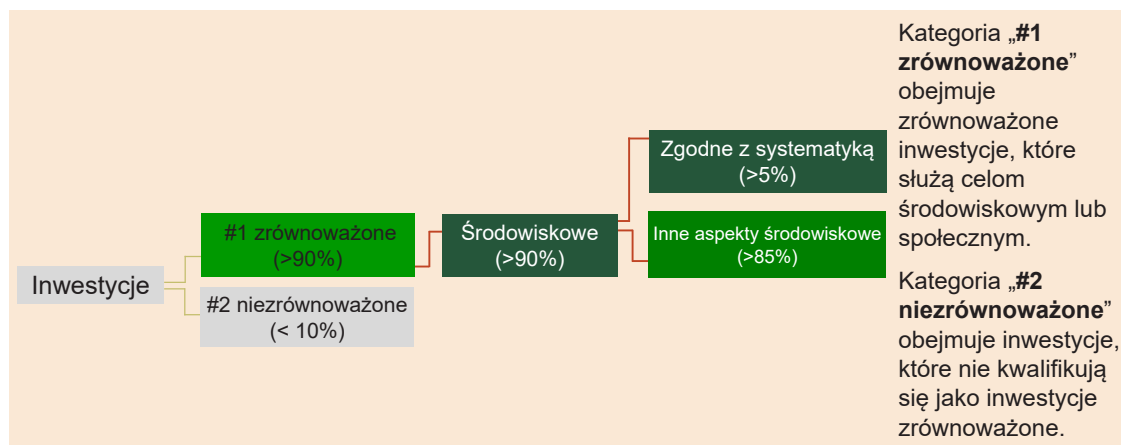 Inwestycje
#1 zrównoważone
(>90%)
#2 niezrównoważone
(< 10%)
Środowiskowe
(>90%)
Zgodne z systematyką
(>5%)
Inne aspekty środowiskowe
(>85%)
Kategoria „#1
zrównoważone”
obejmuje
zrównoważone
inwestycje, które
służą celom
środowiskowym lub
społecznym.
Kategoria „#2
niezrównoważone”
obejmuje inwestycje,
które nie kwalifikują
się jako inwestycje
zrównoważone.